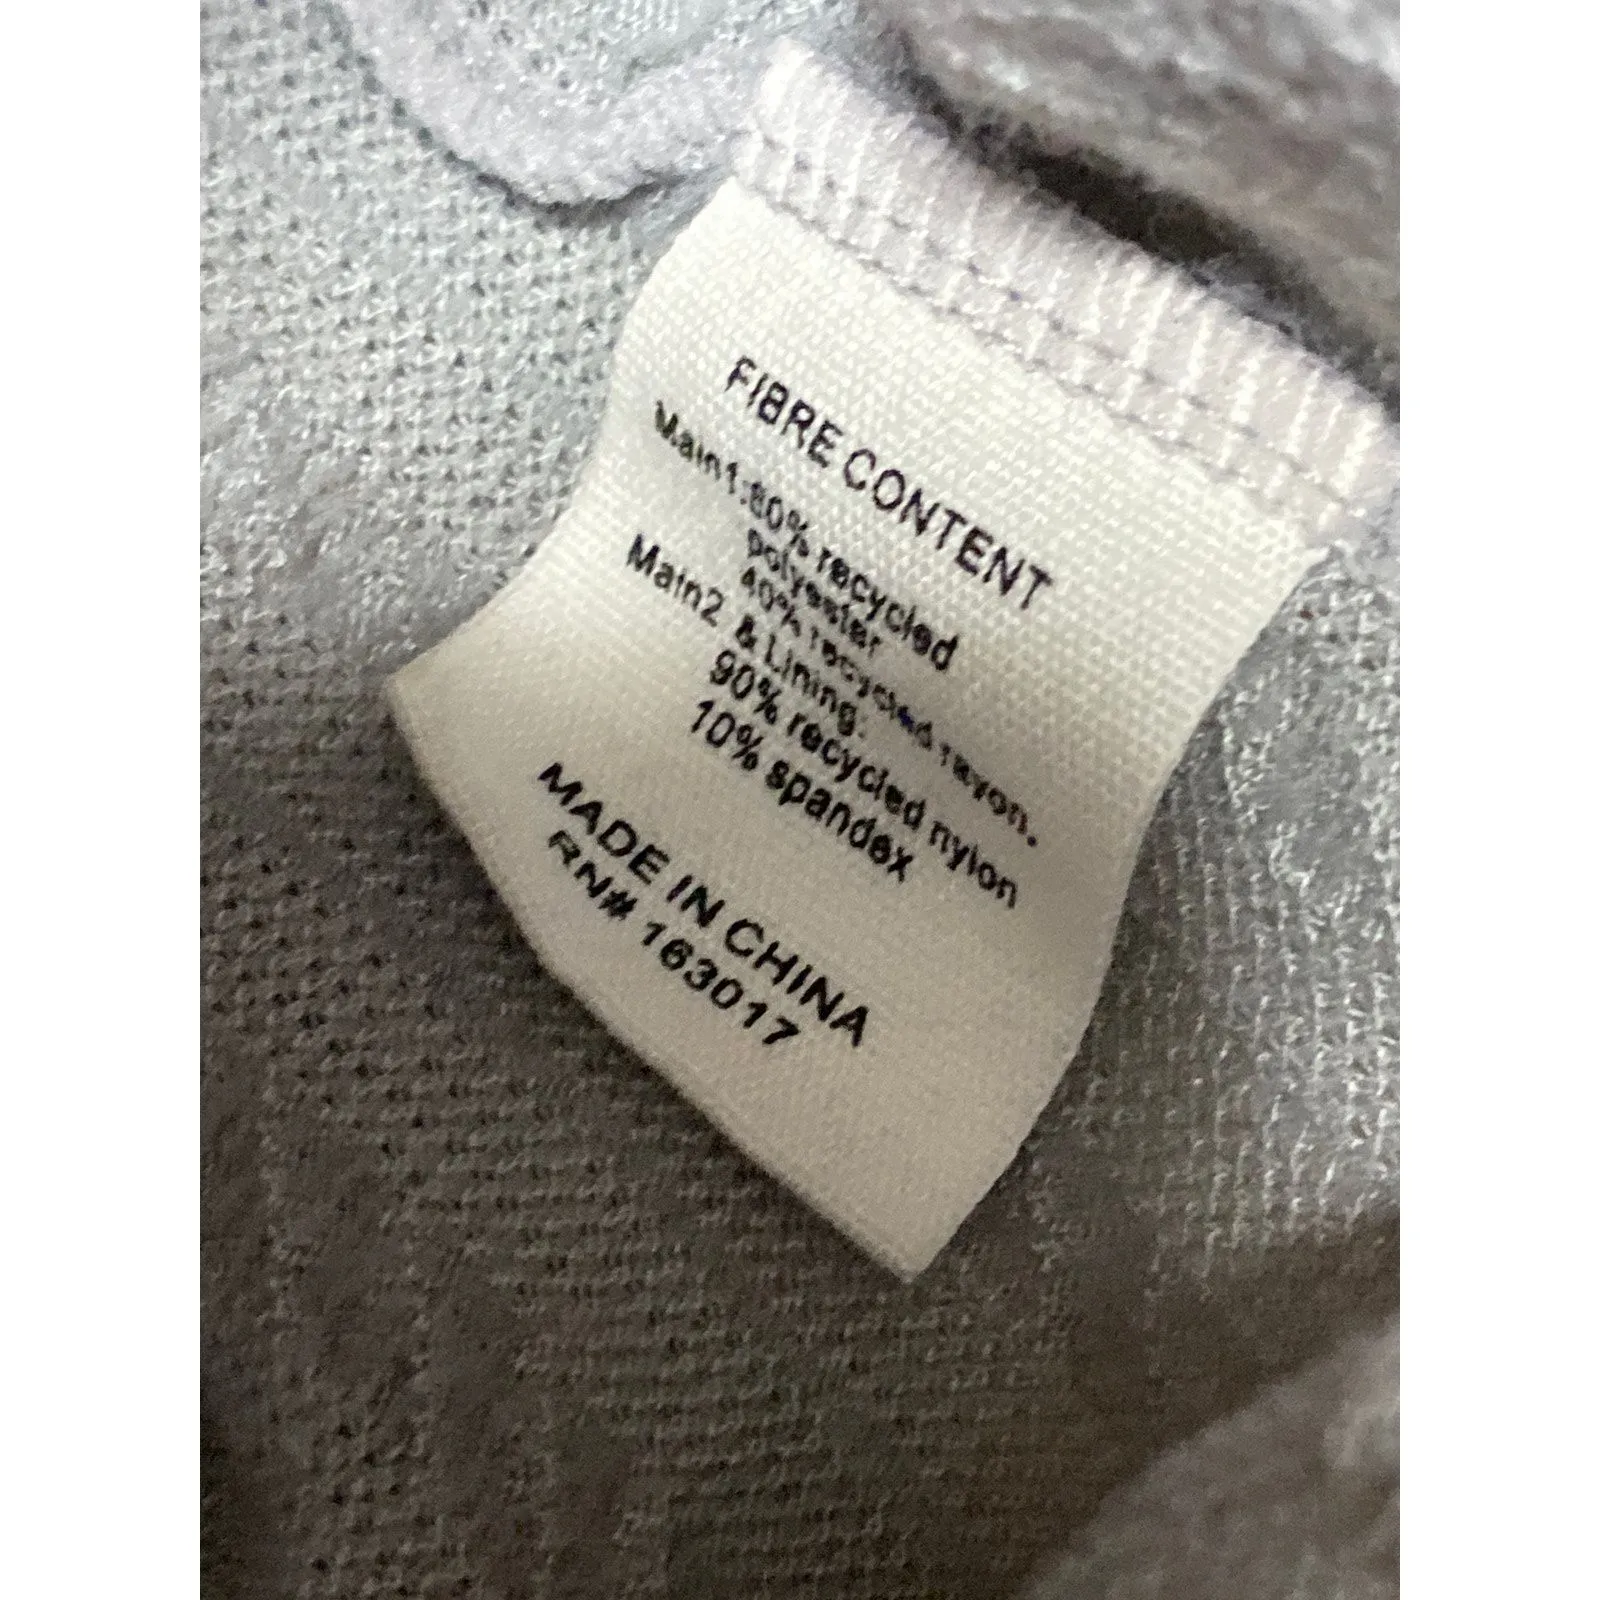 FIBRE CONTENT
Main1:60% recycled
polyester
40% recycled rayon.
Main2 & Lining:
90% recycled nylon
10% spandex
MADE IN CHINA
RN# 163017